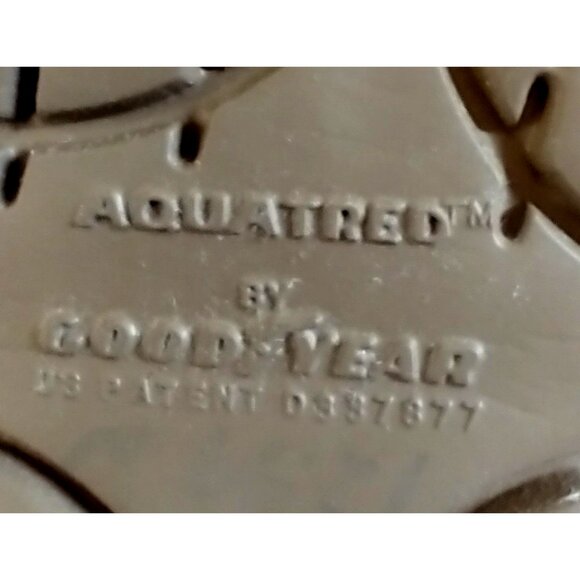 AQUATRED™
BY
GOODYEAR
US PATENT D387877